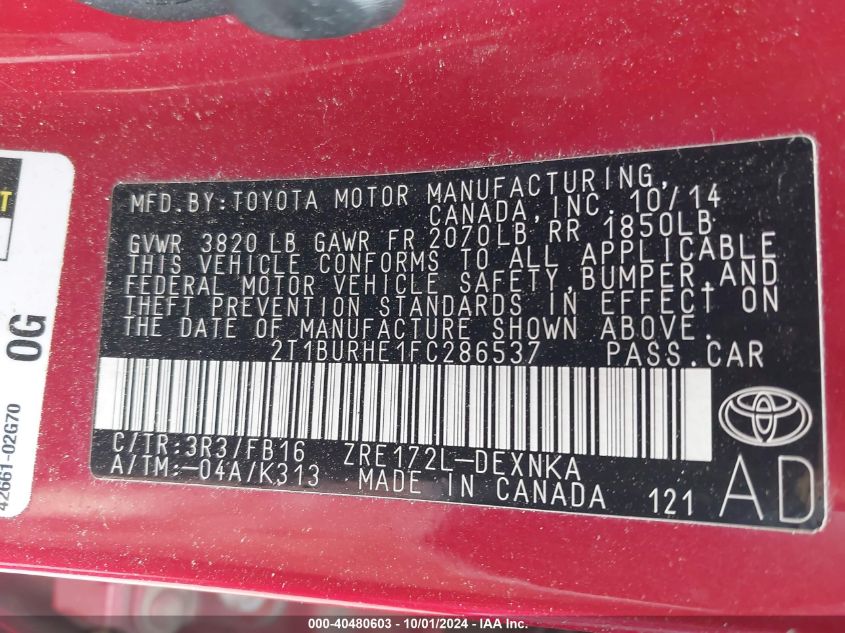 MFD.BY:TOYOTA MOTOR MANUFACTURING,
CANADA,INC. 10/14
GVWR 3820 LB GAWR FR 2070LB RR 1850LB
THIS VEHICLE CONFORMS TO ALL APPLICABLE
FEDERAL MOTOR VEHICLE SAFETY,BUMPER,AND
THEFT PREVENTION STANDARDS IN EFFECT ON
THE DATE OF MANUFACTURE SHOWN ABOVE.
2T1BURHE1FC286537 PASS.CAR
C/TR:3R3/FB16 ZRE172L-DEXNKA
A/TM:-04A/K313 MADE IN CANADA 121
AD
0G
42661-02G70
000-40480603 - 10/01/2024 - IAA Inc.